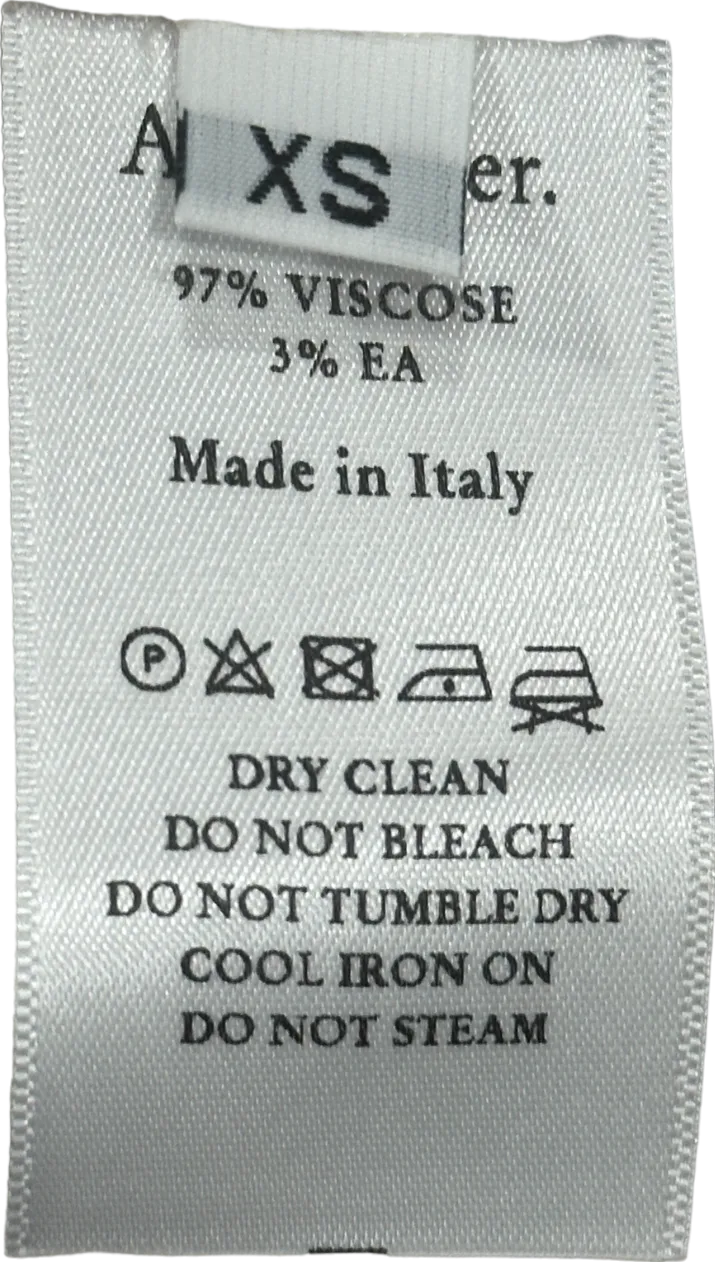 XS
er.
97% VISCOSE
3% EA
Made in Italy
P
DRY CLEAN
DO NOT BLEACH
DO NOT TUMBLE DRY
COOL IRON ON
DO NOT STEAM